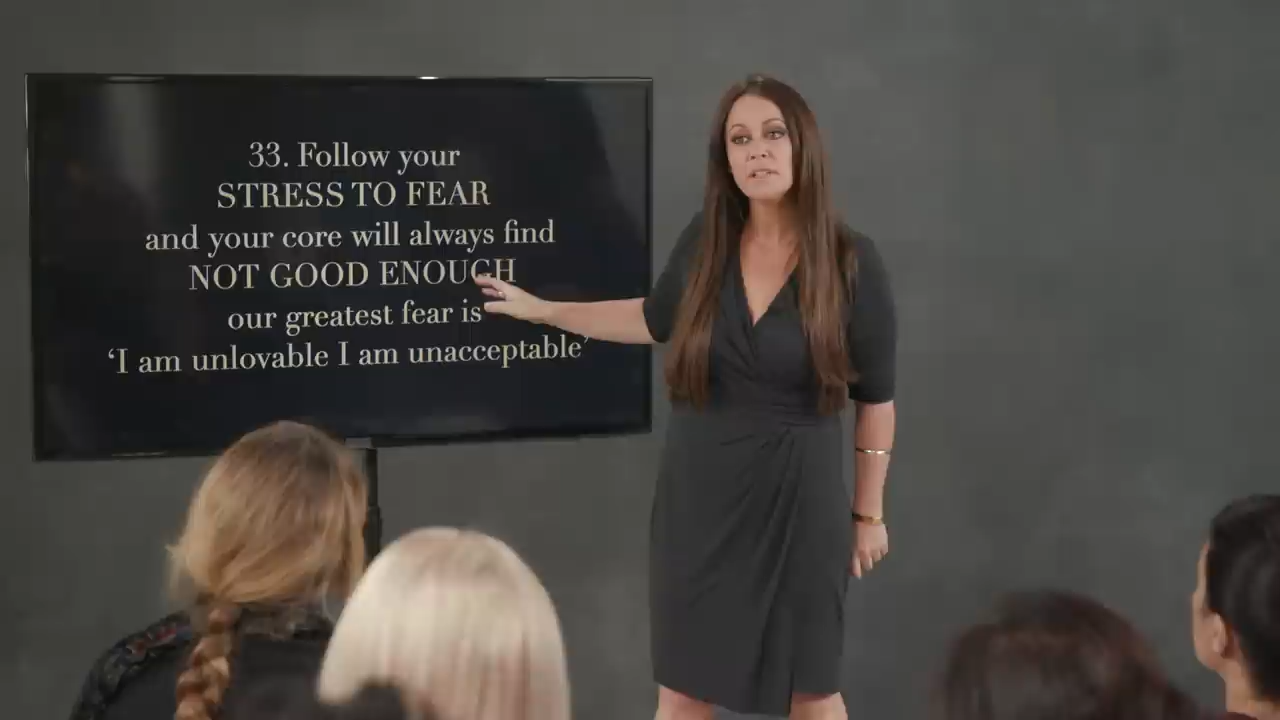 33. Follow your
STRESS TO FEAR
and your core will always find
NOT GOOD ENOUGH
our greatest fear is
‘I am unlovable I am unacceptable’